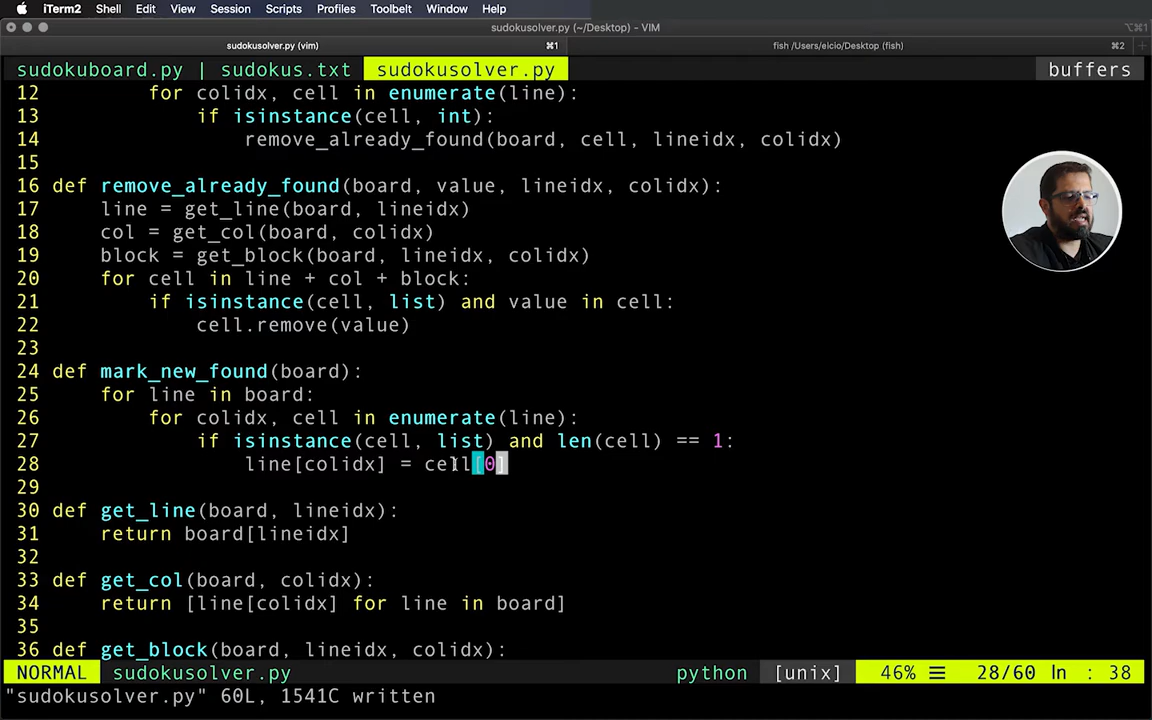 iTerm2 Shell Edit View Session Scripts Profiles Toolbelt Window Help
sudokusolver.py (~/Desktop) - VIM ⌥⌘1
sudokusolver.py (vim) ⌘1 fish /Users/elcio/Desktop (fish) ⌘2 +
sudokuboard.py | sudokus.txt sudokusolver.py buffers
12 for colidx, cell in enumerate(line):
13 if isinstance(cell, int):
14 remove_already_found(board, cell, lineidx, colidx)
15
16 def remove_already_found(board, value, lineidx, colidx):
17 line = get_line(board, lineidx)
18 col = get_col(board, colidx)
19 block = get_block(board, lineidx, colidx)
20 for cell in line + col + block:
21 if isinstance(cell, list) and value in cell:
22 cell.remove(value)
23
24 def mark_new_found(board):
25 for line in board:
26 for colidx, cell in enumerate(line):
27 if isinstance(cell, list) and len(cell) == 1:
28 line[colidx] = cell[0]
29
30 def get_line(board, lineidx):
31 return board[lineidx]
32
33 def get_col(board, colidx):
34 return [line[colidx] for line in board]
35
36 def get_block(board, lineidx, colidx):
NORMAL sudokusolver.py python [unix] 46% ☰ 28/60 ln : 38
"sudokusolver.py" 60L, 1541C written